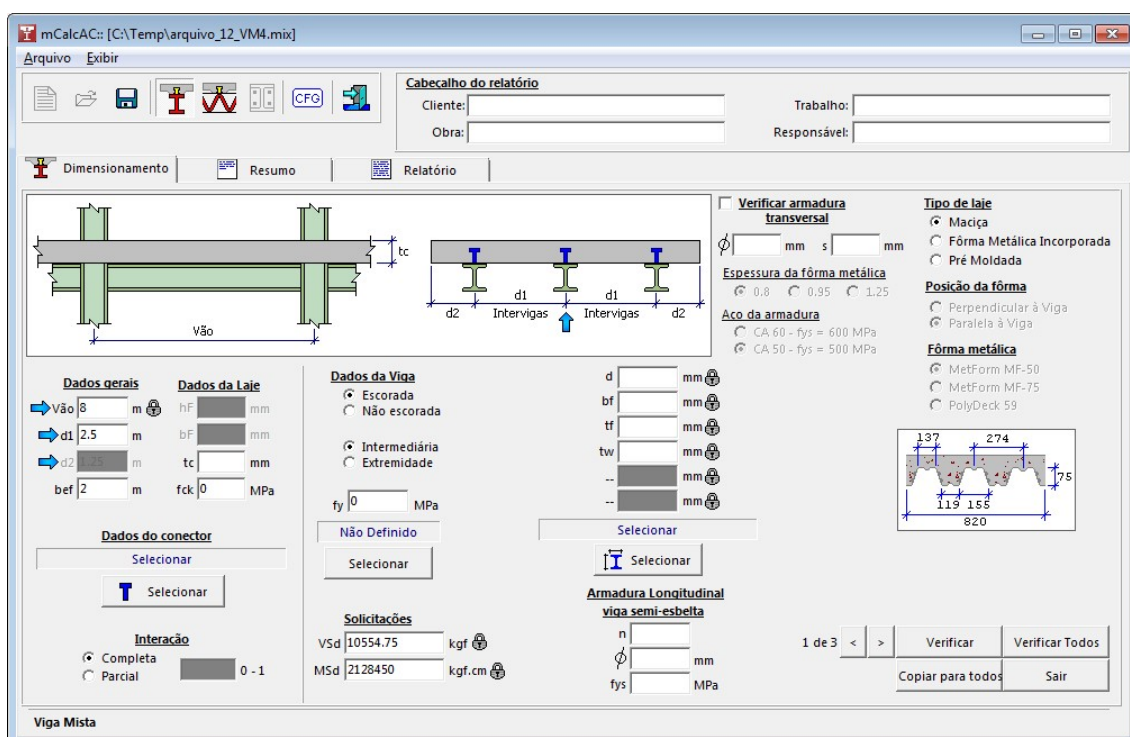 mCalcAC:: [C:\Temp\arquivo_12_VM4.mix]
Arquivo Exibir
CFG
Cabeçalho do relatório
Cliente: Trabalho:
Obra: Responsável:
Dimensionamento Resumo Relatório
tc
Vão
d2 d1 Intervigas d1 Intervigas d2
Verificar armadura transversal
ϕ mm s mm
Espessura da fôrma metálica
0.8 0.95 1.25
Aço da armadura
CA 60 - fys = 600 MPa
CA 50 - fys = 500 MPa
Tipo de laje
Maciça
Fôrma Metálica Incorporada
Pré Moldada
Posição da fôrma
Perpendicular à Viga
Paralela à Viga
Fôrma metálica
MetForm MF-50
MetForm MF-75
PolyDeck 59
137 274
75
119 155
820
Dados gerais
Vão 8 m
d1 2.5 m
d2 1.25 m
bef 2 m
Dados da Laje
hF mm
bF mm
tc mm
fck 0 MPa
Dados do conector
Selecionar
Selecionar
Interação
Completa
Parcial 0 - 1
Dados da Viga
Escorada
Não escorada
Intermediária
Extremidade
fy 0 MPa
Não Definido
Selecionar
Solicitações
VSd 10554.75 kgf
MSd 2128450 kgf.cm
d mm
bf mm
tf mm
tw mm
-- mm
-- mm
Selecionar
Selecionar
Armadura Longitudinal
viga semi-esbelta
n
ϕ mm
fys MPa
1 de 3 < > Verificar Verificar Todos
Copiar para todos Sair
Viga Mista